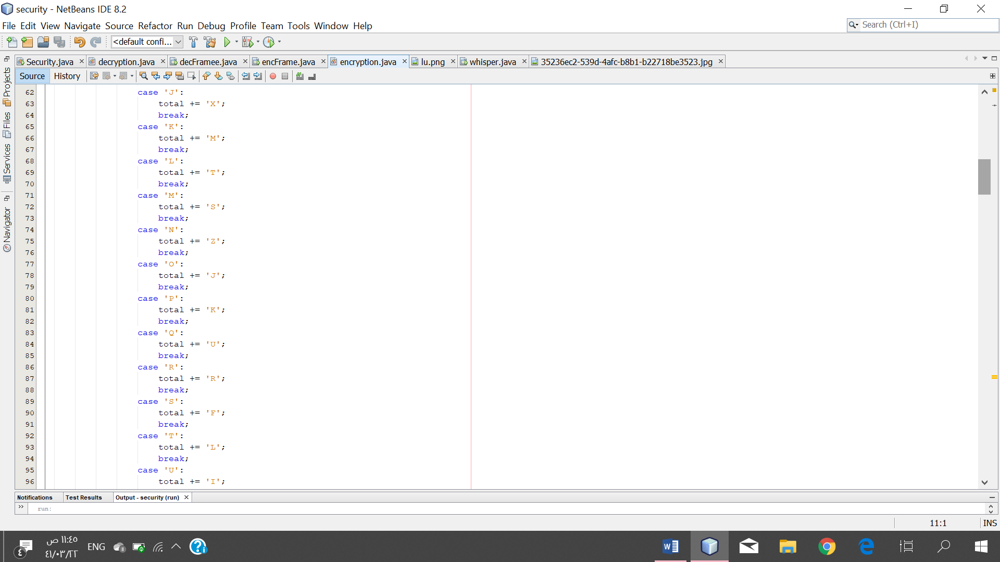 security - NetBeans IDE 8.2
File Edit View Navigate Source Refactor Run Debug Profile Team Tools Window Help
Search (Ctrl+I)
<default confi...
Security.java decryption.java decFramee.java encFrame.java encryption.java lu.png whisper.java 35236ec2-539d-4afc-b8b1-b22718be3523.jpg
Source History
Projects
Files
Services
Navigator
62 case 'J':
63 total += 'X';
64 break;
65 case 'K':
66 total += 'M';
67 break;
68 case 'L':
69 total += 'T';
70 break;
71 case 'M':
72 total += 'S';
73 break;
74 case 'N':
75 total += 'Z';
76 break;
77 case 'O':
78 total += 'J';
79 break;
80 case 'P':
81 total += 'K';
82 break;
83 case 'Q':
84 total += 'U';
85 break;
86 case 'R':
87 total += 'R';
88 break;
89 case 'S':
90 total += 'F';
91 break;
92 case 'T':
93 total += 'L';
94 break;
95 case 'U':
96 total += 'I';
Notifications Test Results Output - security (run)
run:
11:1 INS
١١:٤٥ ص
٤١/٠٣/٢٢
ENG
٤